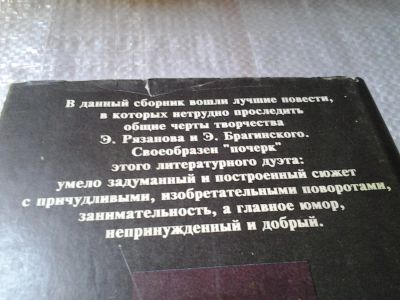 В данный сборник вошли лучшие повести,
в которых нетрудно проследить
общие черты творчества
Э. Рязанова и Э. Брагинского.
Своеобразен "почерк"
этого литературного дуэта:
умело задуманный и построенный сюжет
с причудливыми, изобретательными поворотами,
занимательность, а главное юмор,
непринужденный и добрый.